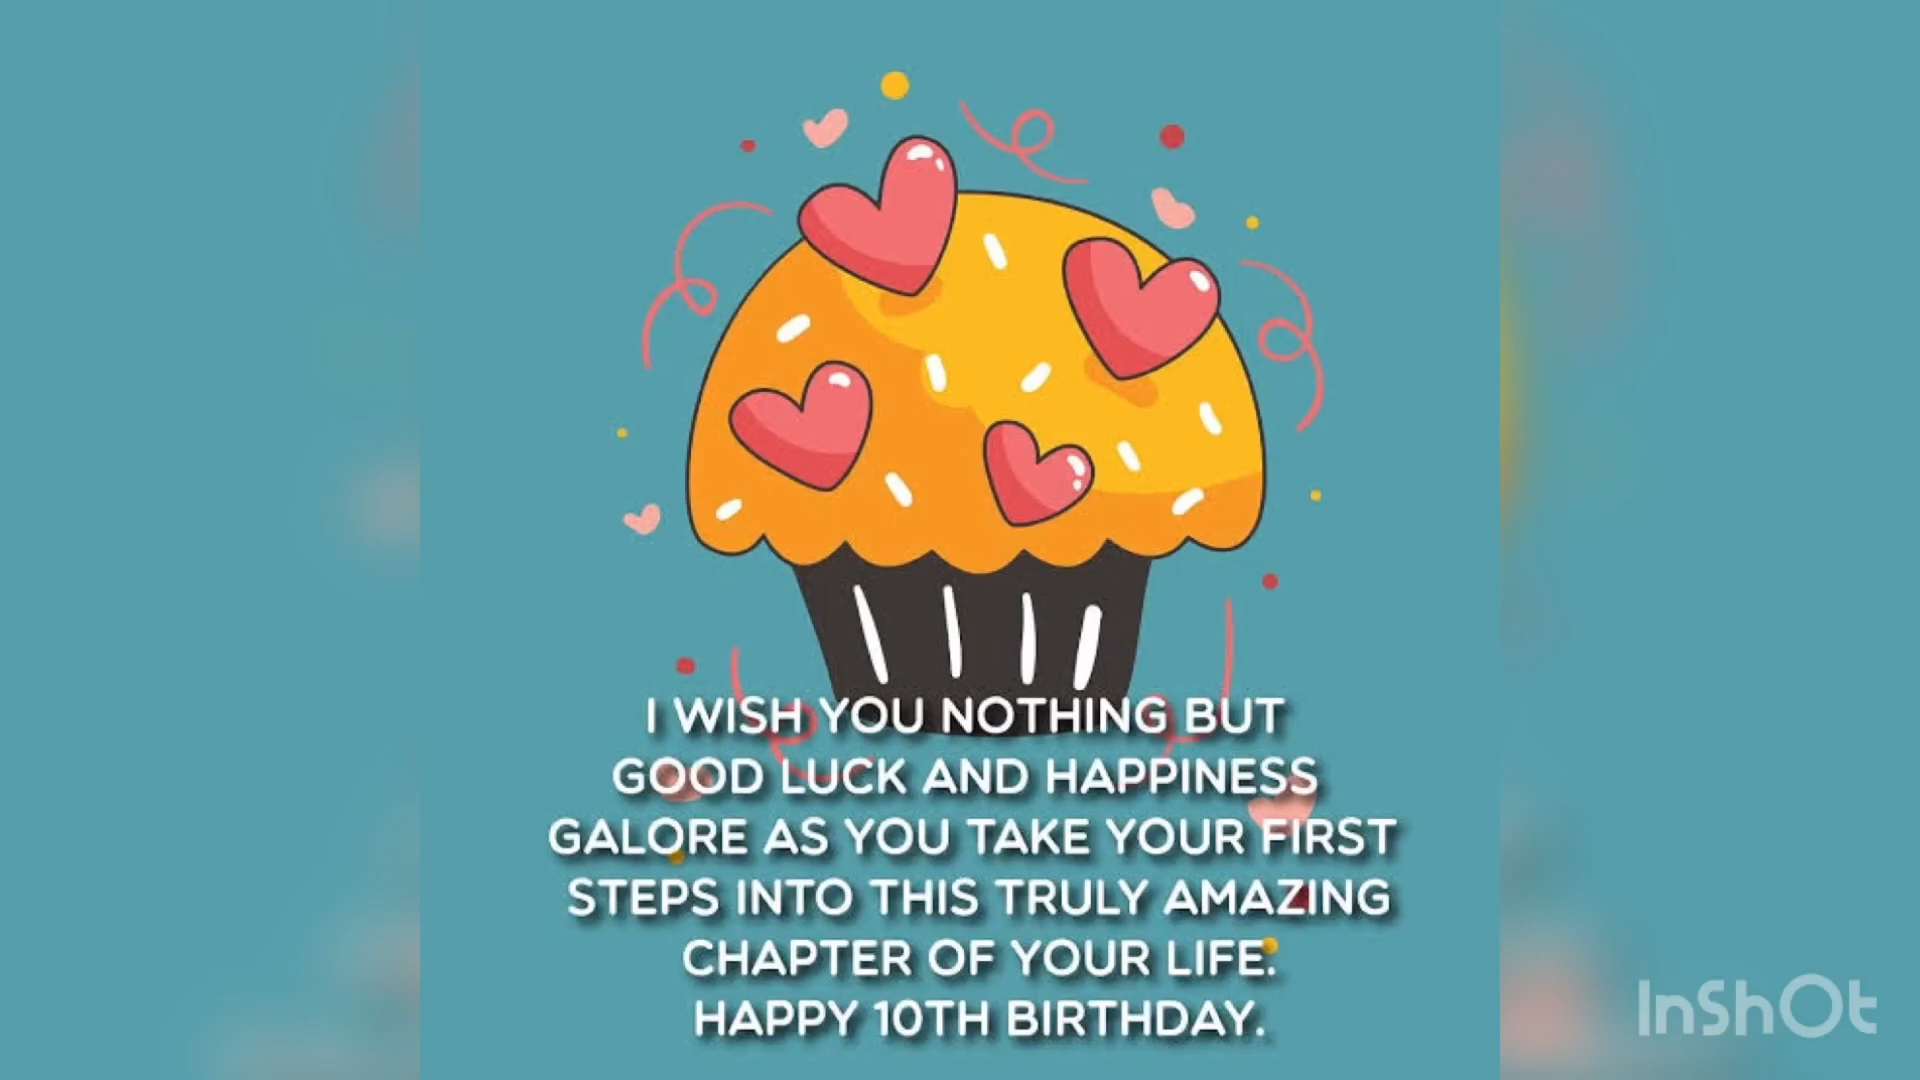 I WISH YOU NOTHING BUT
GOOD LUCK AND HAPPINESS
GALORE AS YOU TAKE YOUR FIRST
STEPS INTO THIS TRULY AMAZING
CHAPTER OF YOUR LIFE.
HAPPY 10TH BIRTHDAY.
InShOt